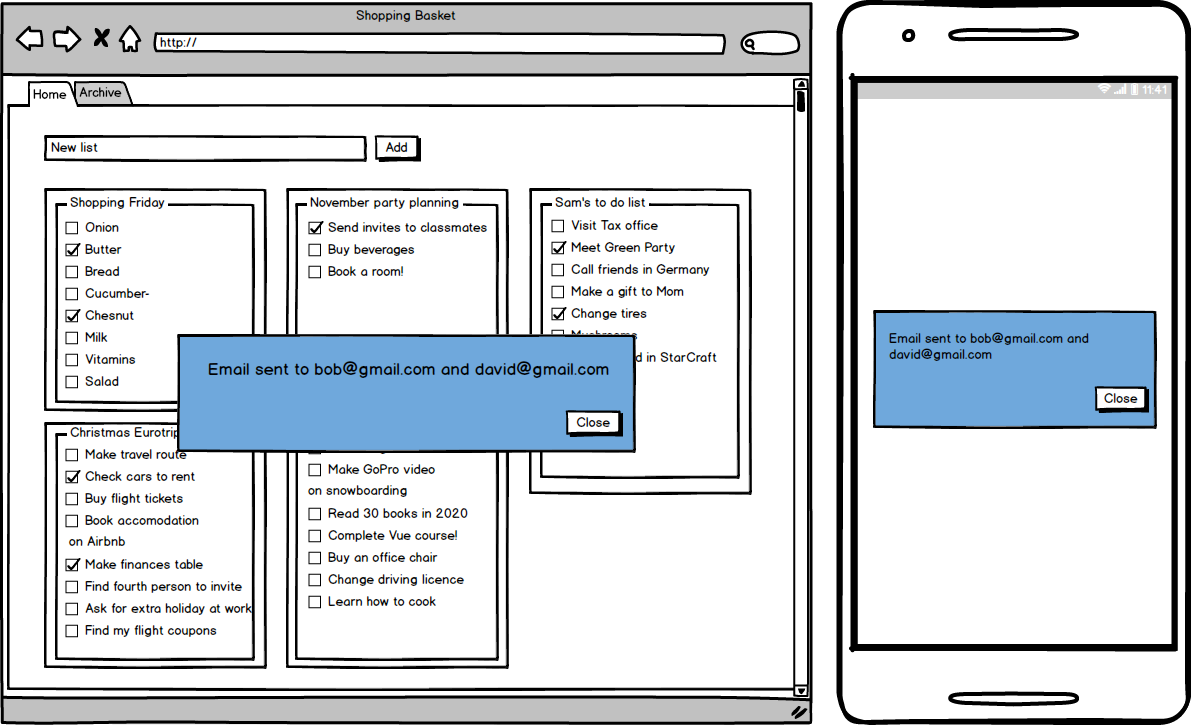 Shopping Basket
http://
Home
Archive
New list
Add
Shopping Friday
Onion
Butter
Bread
Cucumber-
Chesnut
Milk
Vitamins
Salad
November party planning
Send invites to classmates
Buy beverages
Book a room!
Sam's to do list
Visit Tax office
Meet Green Party
Call friends in Germany
Make a gift to Mom
Change tires
Mushrooms
d in StarCraft
Email sent to bob@gmail.com and david@gmail.com
Close
Christmas Eurotrip
Make travel route
Check cars to rent
Buy flight tickets
Book accomodation
on Airbnb
Make finances table
Find fourth person to invite
Ask for extra holiday at work
Find my flight coupons
Make GoPro video
on snowboarding
Read 30 books in 2020
Complete Vue course!
Buy an office chair
Change driving licence
Learn how to cook
11:41
Email sent to bob@gmail.com and
david@gmail.com
Close